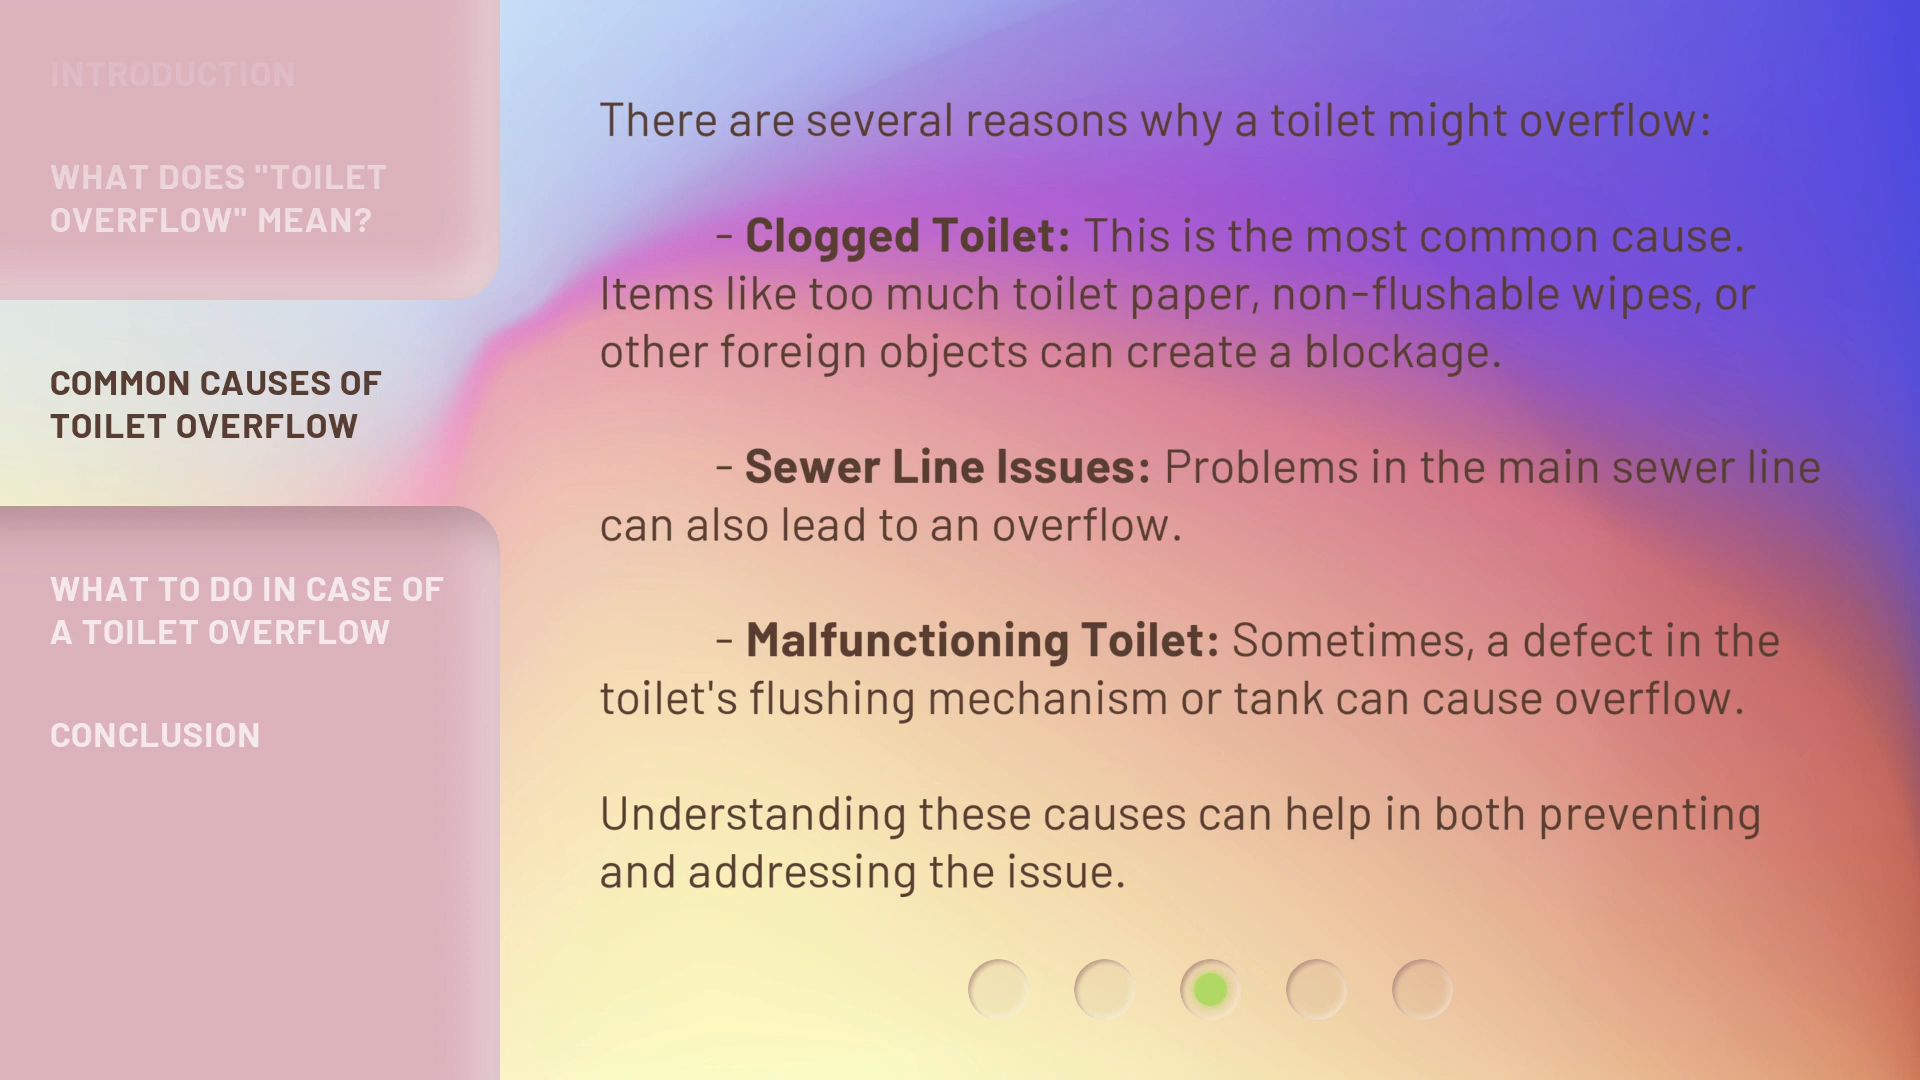 INTRODUCTION
WHAT DOES "TOILET
OVERFLOW" MEAN?
COMMON CAUSES OF
TOILET OVERFLOW
WHAT TO DO IN CASE OF
A TOILET OVERFLOW
CONCLUSION
There are several reasons why a toilet might overflow:
- Clogged Toilet: This is the most common cause.
Items like too much toilet paper, non-flushable wipes, or
other foreign objects can create a blockage.
- Sewer Line Issues: Problems in the main sewer line
can also lead to an overflow.
- Malfunctioning Toilet: Sometimes, a defect in the
toilet's flushing mechanism or tank can cause overflow.
Understanding these causes can help in both preventing
and addressing the issue.